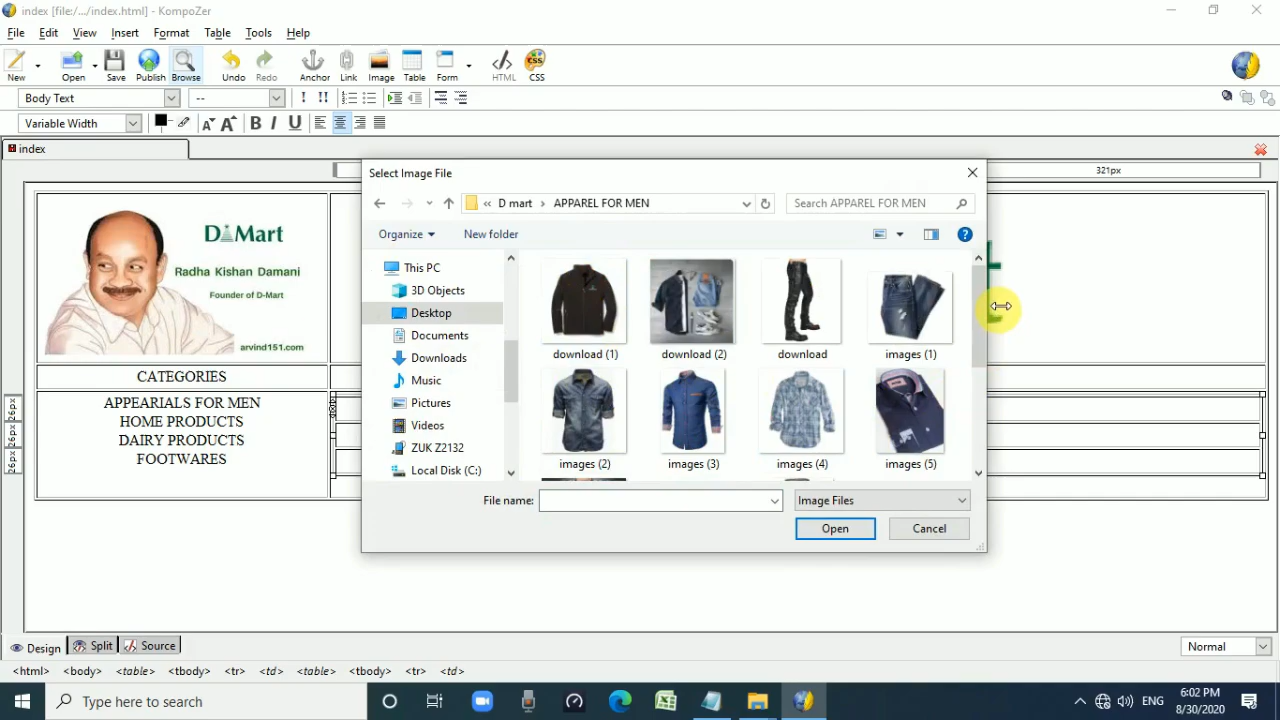 index [file:/.../index.html] - KompoZer
File Edit View Insert Format Table Tools Help
New Open Save Publish Browse Undo Redo Anchor Link Image Table Form HTML CSS
Body Text --
Variable Width B I U
index
321px
Select Image File
« D mart › APPAREL FOR MEN Search APPAREL FOR MEN
Organize New folder
This PC
3D Objects
Desktop
Documents
Downloads
Music
Pictures
Videos
ZUK Z2132
Local Disk (C:)
download (1) download (2) download images (1)
images (2) images (3) images (4) images (5)
File name: Image Files
Open Cancel
D Mart
Radha Kishan Damani
Founder of D-Mart
arvind151.com
CATEGORIES
APPEARIALS FOR MEN
HOME PRODUCTS
DAIRY PRODUCTS
FOOTWARES
26px
26px
26px
Design Split Source Normal
<html> <body> <table> <tbody> <tr> <td> <table> <tbody> <tr> <td>
Type here to search
ENG
6:02 PM
8/30/2020